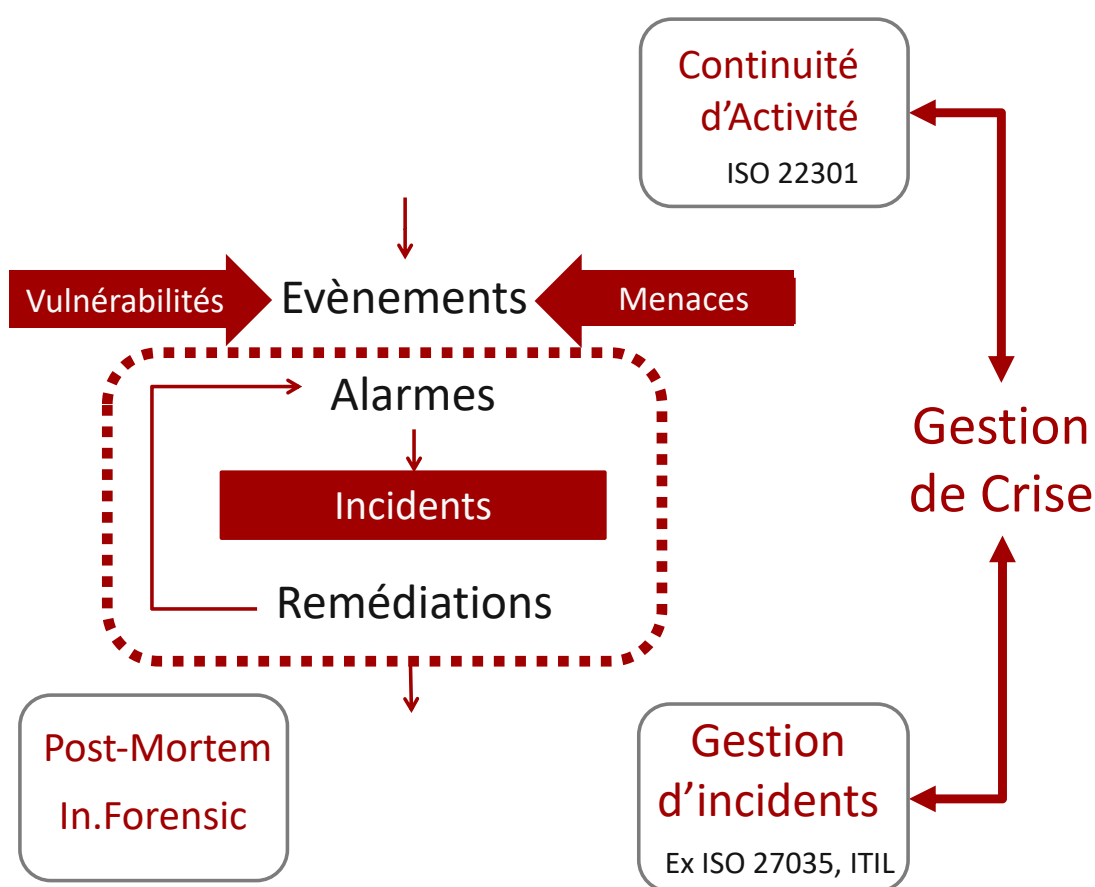 Continuité
d’Activité
ISO 22301
Vulnérabilités
Evènements
Menaces
Alarmes
Incidents
Remédiations
Gestion
de Crise
Post-Mortem
In.Forensic
Gestion
d’incidents
Ex ISO 27035, ITIL